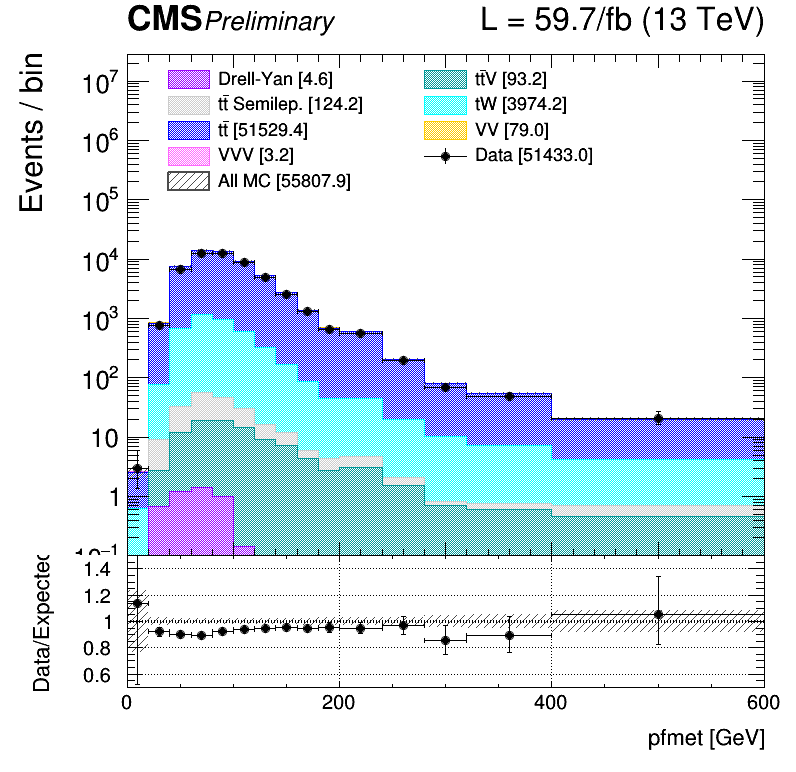 CMS Preliminary L = 59.7/fb (13 TeV)
Events / bin
Drell-Yan [4.6]
tt̄V [93.2]
tt̄ Semilep. [124.2]
tW [3974.2]
tt̄ [51529.4]
VV [79.0]
VVV [3.2]
Data [51433.0]
All MC [55807.9]
10⁷
10⁶
10⁵
10⁴
10³
10²
10
1
10⁻¹
Data/Expected
1.4
1.2
1
0.8
0.6
0 200 400 600
pfmet [GeV]